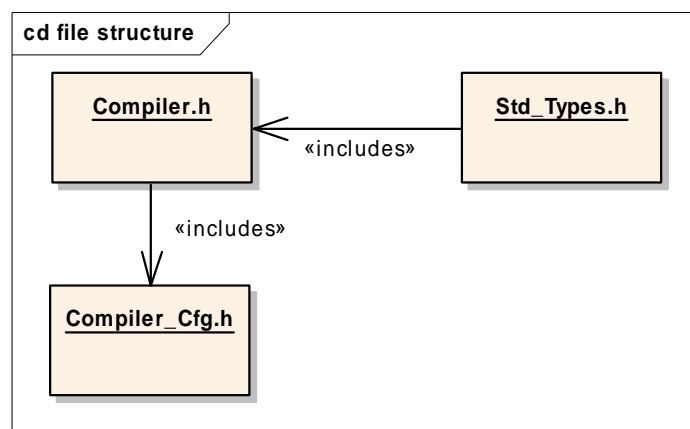 cd file structure
Compiler.h
Std_Types.h
«includes»
«includes»
Compiler_Cfg.h